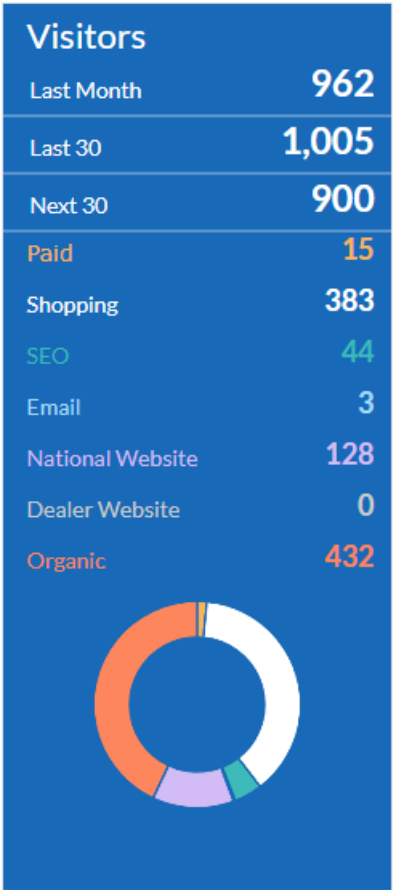 Visitors
Last Month 962
Last 30 1,005
Next 30 900
Paid 15
Shopping 383
SEO 44
Email 3
National Website 128
Dealer Website 0
Organic 432